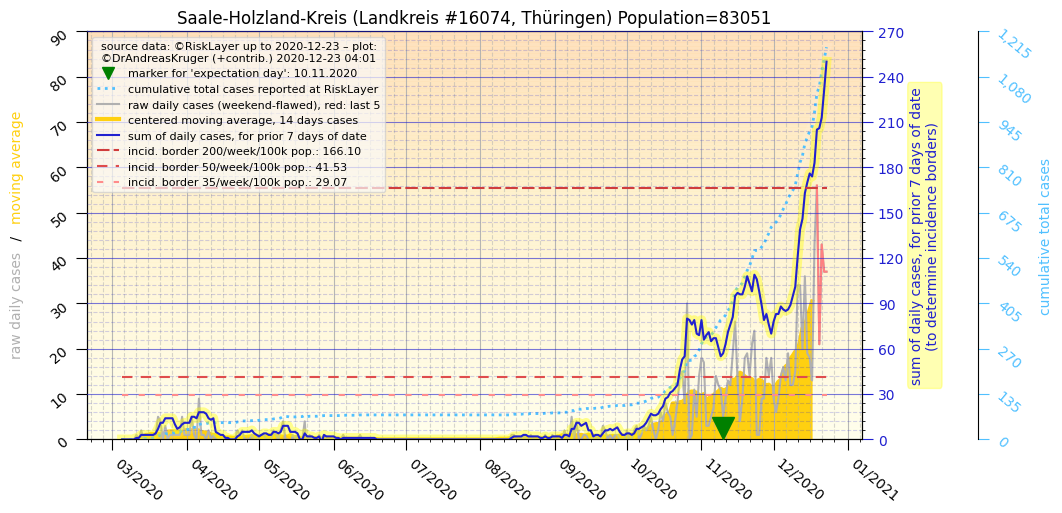 Saale-Holzland-Kreis (Landkreis #16074, Thüringen) Population=83051
source data: ©RiskLayer up to 2020-12-23 – plot:
©DrAndreasKruger (+contrib.) 2020-12-23 04:01
marker for 'expectation day': 10.11.2020
cumulative total cases reported at RiskLayer
raw daily cases (weekend-flawed), red: last 5
centered moving average, 14 days cases
sum of daily cases, for prior 7 days of date
incid. border 200/week/100k pop.: 166.10
incid. border 50/week/100k pop.: 41.53
incid. border 35/week/100k pop.: 29.07
raw daily cases / moving average
90
80
70
60
50
40
30
20
10
0
03/2020
04/2020
05/2020
06/2020
07/2020
08/2020
09/2020
10/2020
11/2020
12/2020
01/2021
270
240
210
180
150
120
90
60
30
0
sum of daily cases, for prior 7 days of date
(to determine incidence borders)
1,215
1,080
945
810
675
540
405
270
135
0
cumulative total cases